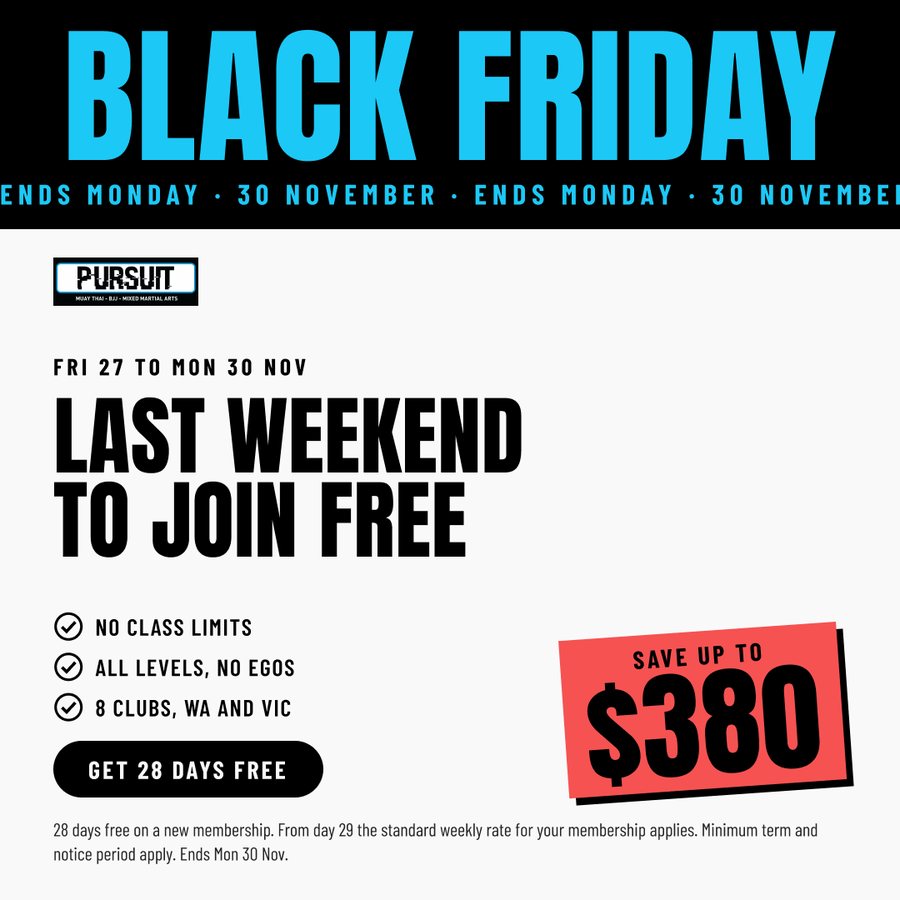 BLACK FRIDAY
ENDS MONDAY · 30 NOVEMBER · ENDS MONDAY · 30 NOVEMBER
PURSUIT
MUAY THAI - BJJ - MIXED MARTIAL ARTS
FRI 27 TO MON 30 NOV
LAST WEEKEND
TO JOIN FREE
NO CLASS LIMITS
ALL LEVELS, NO EGOS
8 CLUBS, WA AND VIC
GET 28 DAYS FREE
SAVE UP TO
$380
28 days free on a new membership. From day 29 the standard weekly rate for your membership applies. Minimum term and
notice period apply. Ends Mon 30 Nov.